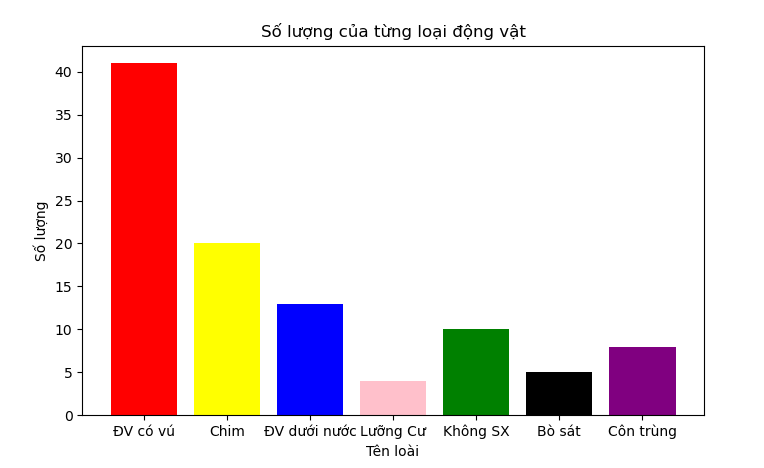 Số lượng của từng loại động vật
Số lượng
40
35
30
25
20
15
10
5
0
ĐV có vú Chim ĐV dưới nước Lưỡng Cư Không SX Bò sát Côn trùng
Tên loài